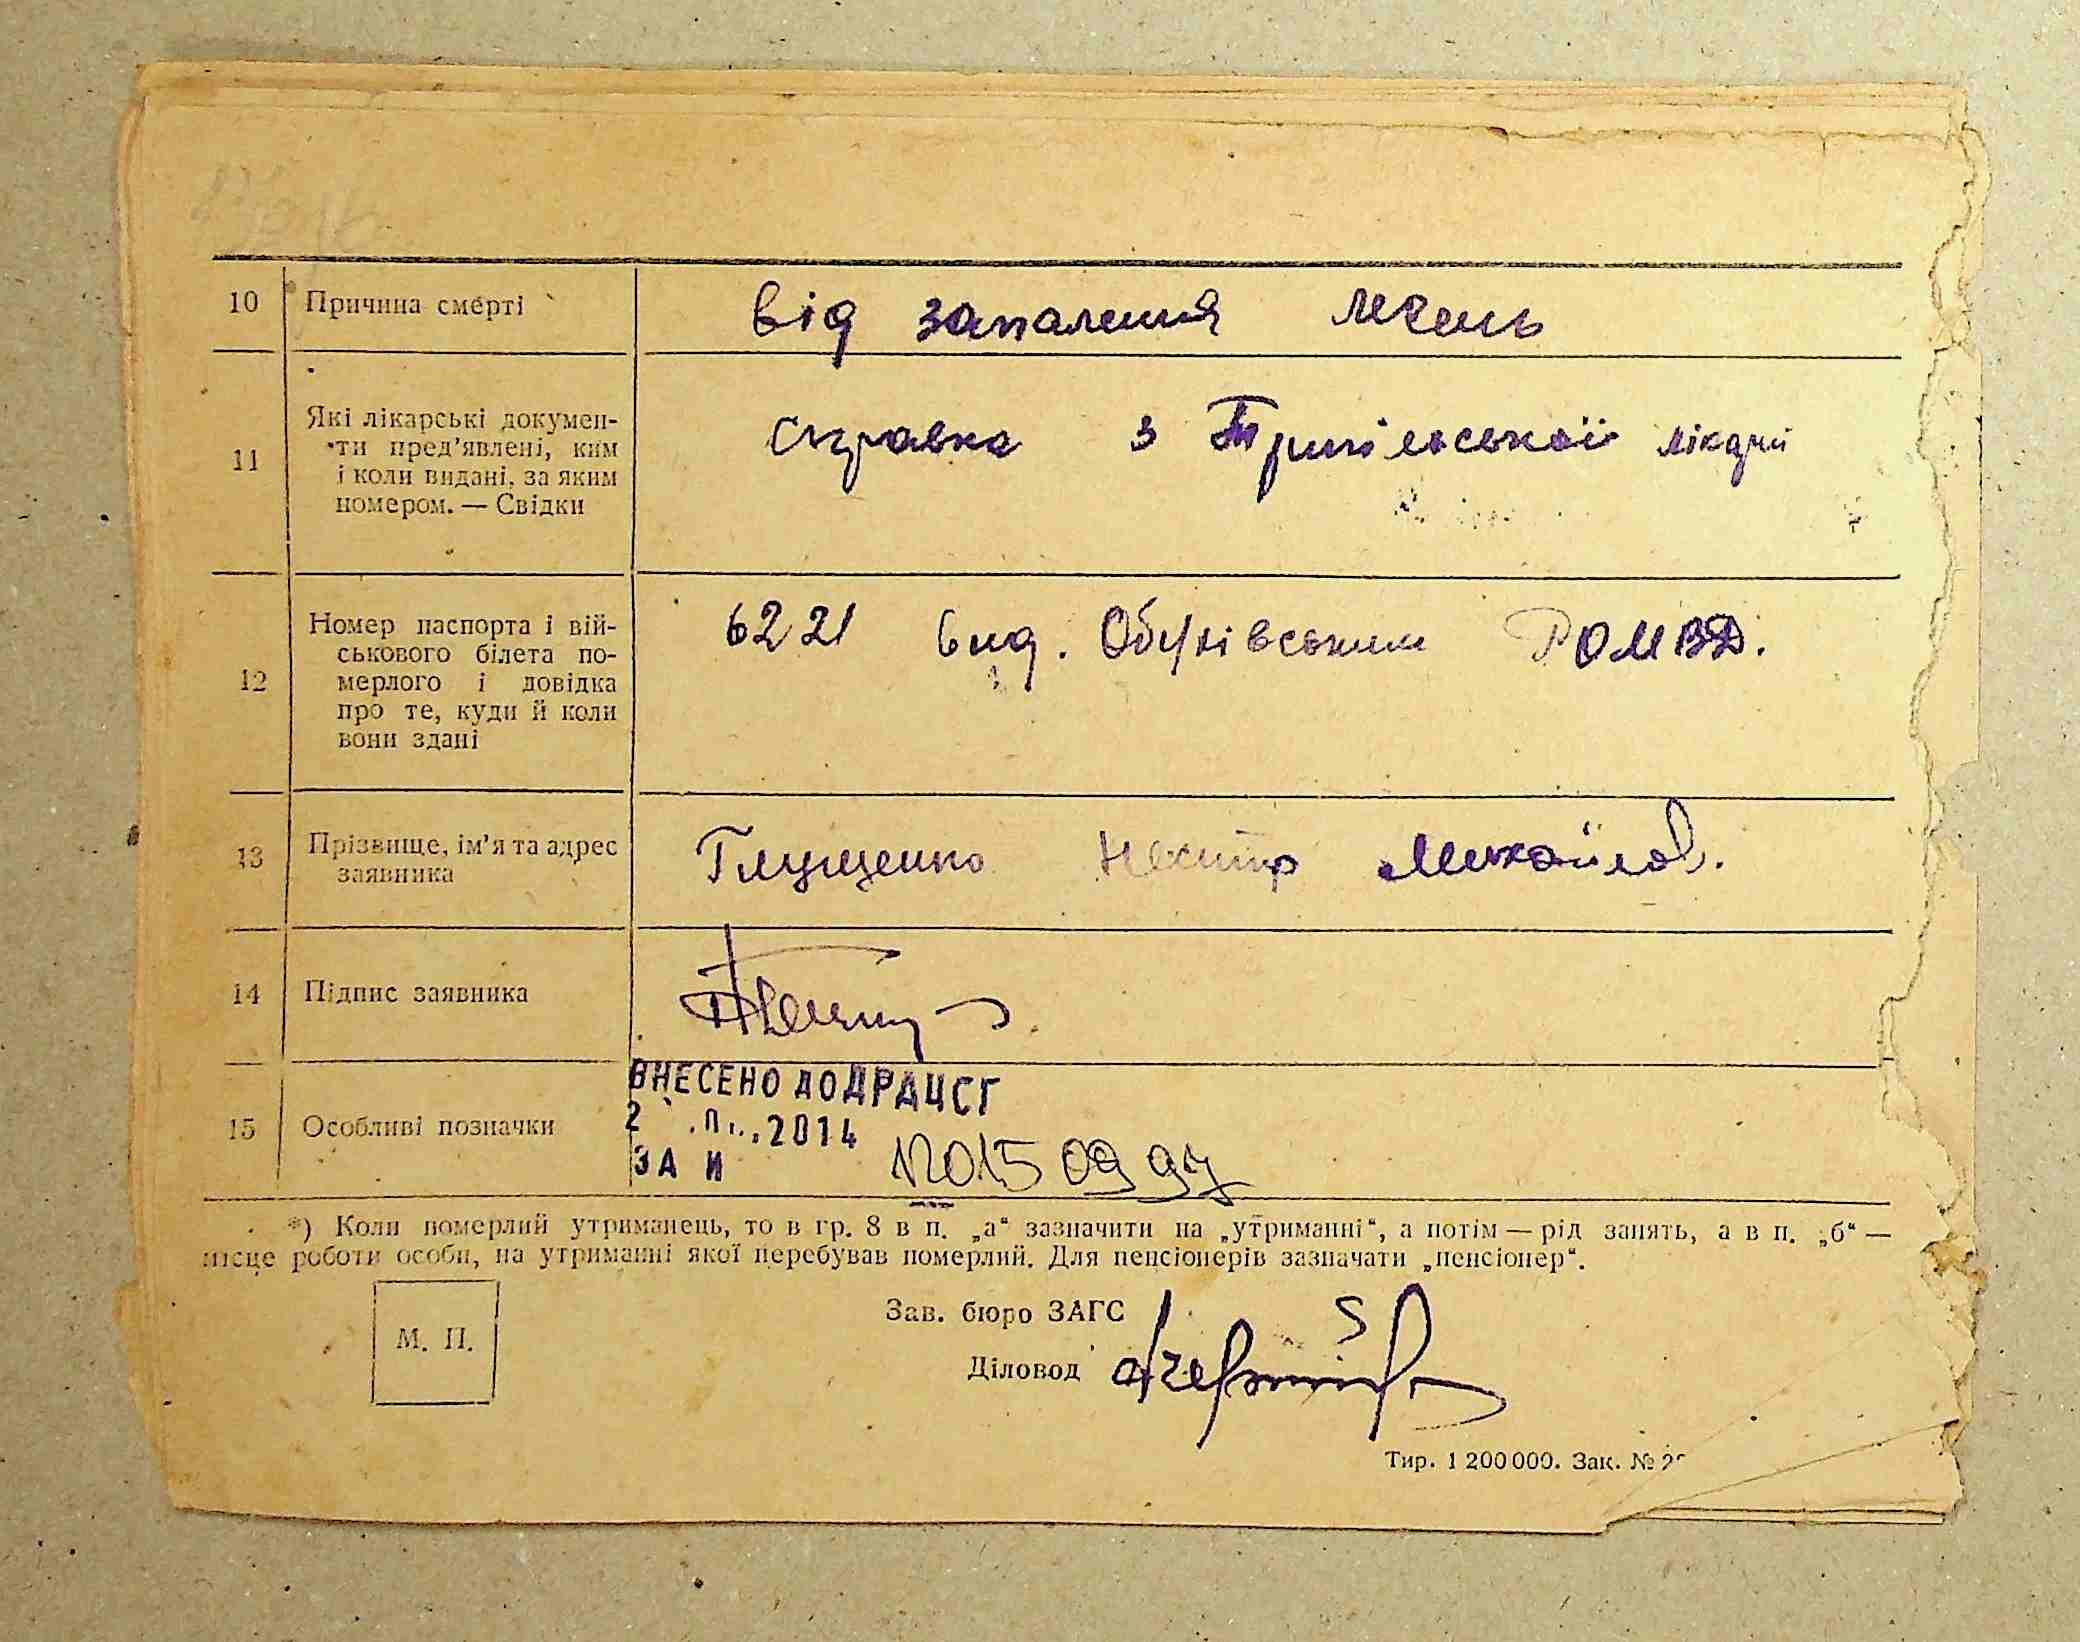 10 Причина смерті від запалення лечень
11 Які лікарські докумен-
ти пред’явлені, ким
і коли видані, за яким
номером. — Свідки
справка з Трипільської лікарні
12 Номер паспорта і вій-
ськового білета по-
мерлого і довідка
про те, куди й коли
вони здані
6221 вид. Обухівським РОМВД.
13 Прізвище, ім’я та адрес
заявника
Глущенко Нестір Михайлов.
14 Підпис заявника
15 Особливі позначки
ВНЕСЕНО ДО ДРАЦСГ
2 2014
ЗА И №0150997
*) Коли померлий утриманець, то в гр. 8 в п. „а“ зазначити на „утриманні“, а потім — рід занять, а в п. „б“ —
місце роботи особи, на утриманні якої перебував померлий. Для пенсіонерів зазначати „пенсіонер“.
М. П.
Зав. бюро ЗАГС
Діловод
Тир. 1 200 000. Зак. №